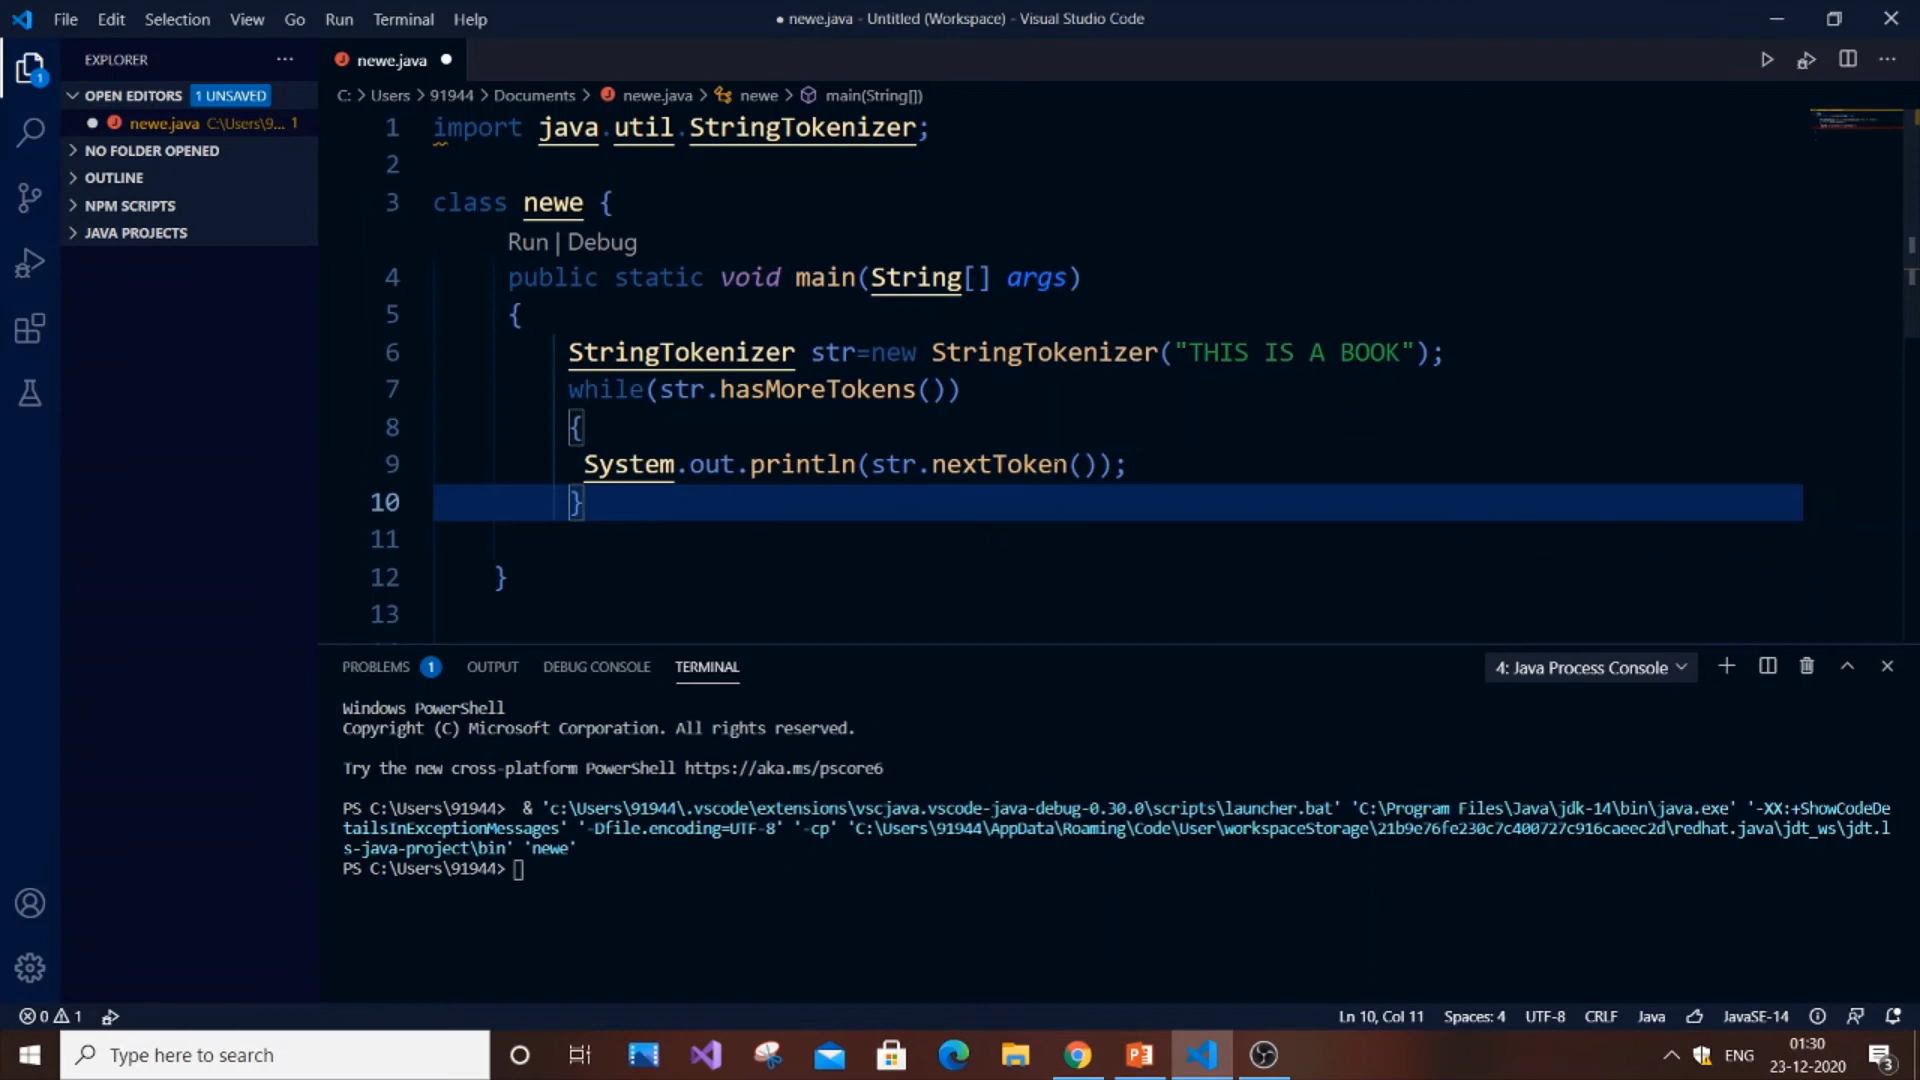 File Edit Selection View Go Run Terminal Help
● newe.java - Untitled (Workspace) - Visual Studio Code
EXPLORER
OPEN EDITORS 1 UNSAVED
newe.java C:\Users\9... 1
NO FOLDER OPENED
OUTLINE
NPM SCRIPTS
JAVA PROJECTS
1
newe.java
C: > Users > 91944 > Documents > newe.java > newe > main(String[])
1 import java.util.StringTokenizer;
2
3 class newe {
Run | Debug
4 public static void main(String[] args)
5 {
6 StringTokenizer str=new StringTokenizer("THIS IS A BOOK");
7 while(str.hasMoreTokens())
8 {
9 System.out.println(str.nextToken());
10 }
11
12 }
13
PROBLEMS 1 OUTPUT DEBUG CONSOLE TERMINAL
4: Java Process Console
Windows PowerShell
Copyright (C) Microsoft Corporation. All rights reserved.
Try the new cross-platform PowerShell https://aka.ms/pscore6
PS C:\Users\91944>  & 'c:\Users\91944\.vscode\extensions\vscjava.vscode-java-debug-0.30.0\scripts\launcher.bat' 'C:\Program Files\Java\jdk-14\bin\java.exe' '-XX:+ShowCodeDe
tailsInExceptionMessages' '-Dfile.encoding=UTF-8' '-cp' 'C:\Users\91944\AppData\Roaming\Code\User\workspaceStorage\21b9e76fe230c7c400727c916caeec2d\redhat.java\jdt_ws\jdt.l
s-java-project\bin' 'newe'
PS C:\Users\91944>
0 1
Ln 10, Col 11 Spaces: 4 UTF-8 CRLF Java JavaSE-14
Type here to search
ENG
01:30
23-12-2020
3